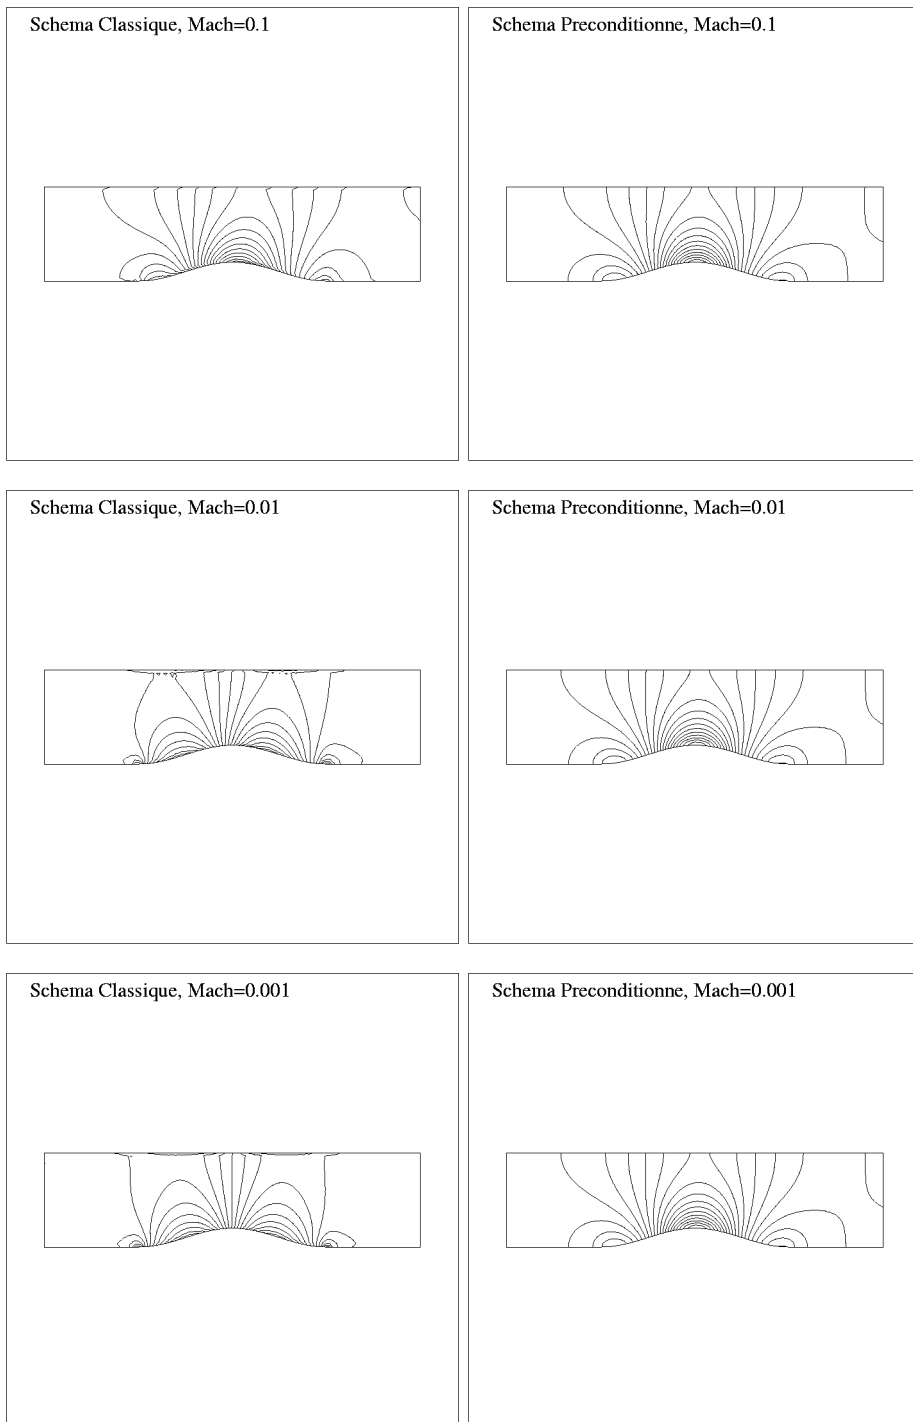 Schema Classique, Mach=0.1
Schema Preconditionne, Mach=0.1
Schema Classique, Mach=0.01
Schema Preconditionne, Mach=0.01
Schema Classique, Mach=0.001
Schema Preconditionne, Mach=0.001